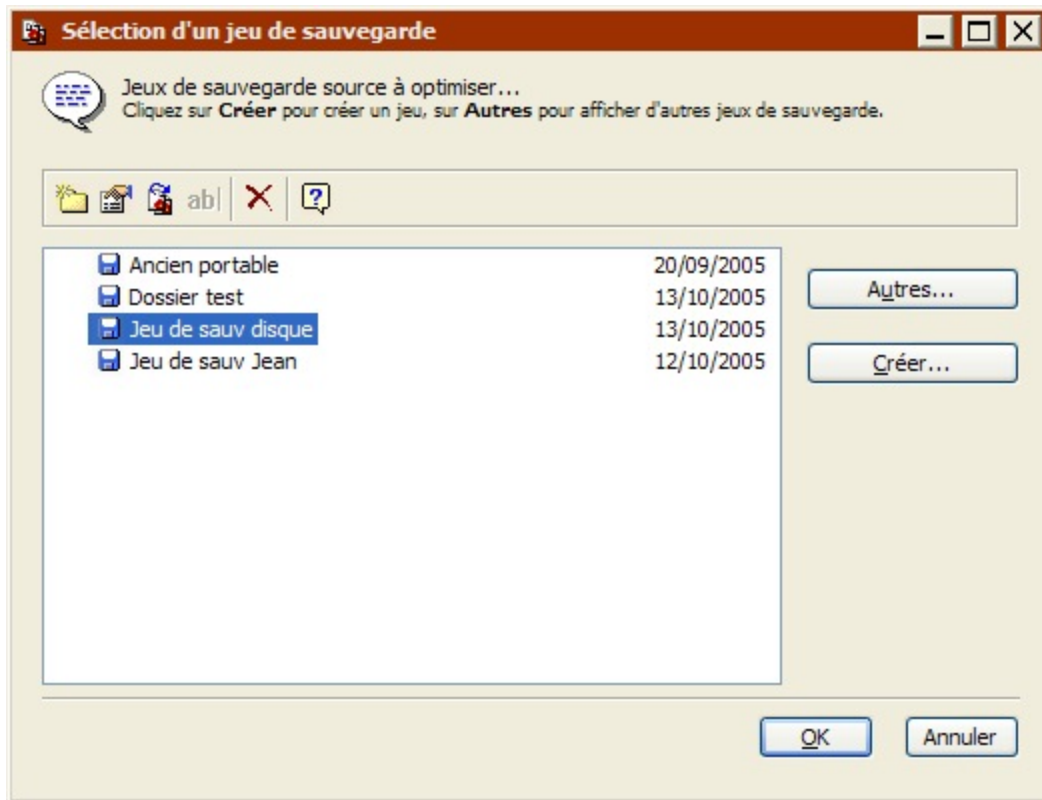 Sélection d'un jeu de sauvegarde
Jeux de sauvegarde source à optimiser...
Cliquez sur Créer pour créer un jeu, sur Autres pour afficher d'autres jeux de sauvegarde.
ab|
Ancien portable 20/09/2005
Dossier test 13/10/2005
Jeu de sauv disque 13/10/2005
Jeu de sauv Jean 12/10/2005
Autres...
Créer...
OK
Annuler